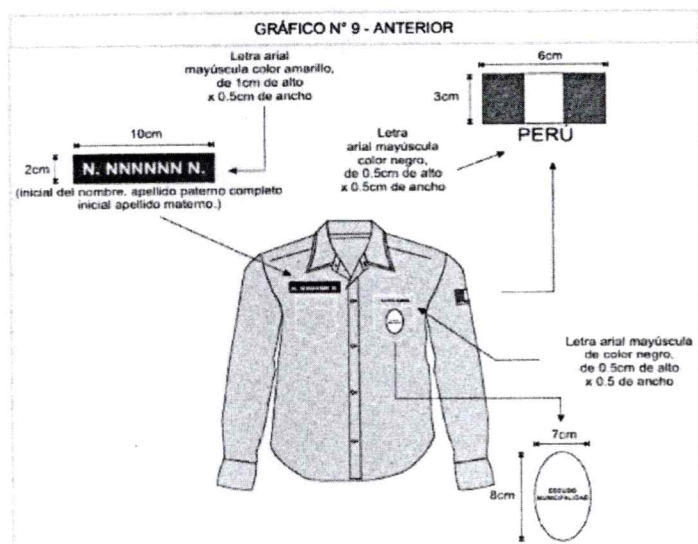 GRÁFICO N° 9 - ANTERIOR
Letra arial
mayúscula color amarillo,
de 1cm de alto
x 0.5cm de ancho
10cm
2cm
N. NNNNNN N.
(inicial del nombre. apellido paterno completo
inicial apellido materno.)
6cm
3cm
PERÚ
Letra
arial mayúscula
color negro,
de 0.5cm de alto
x 0.5cm de ancho
N. NNNNNN N.
Letra arial mayúscula
de color negro,
de 0.5cm de alto
x 0.5 de ancho
7cm
8cm
ESCUDO
MUNICIPALIDAD